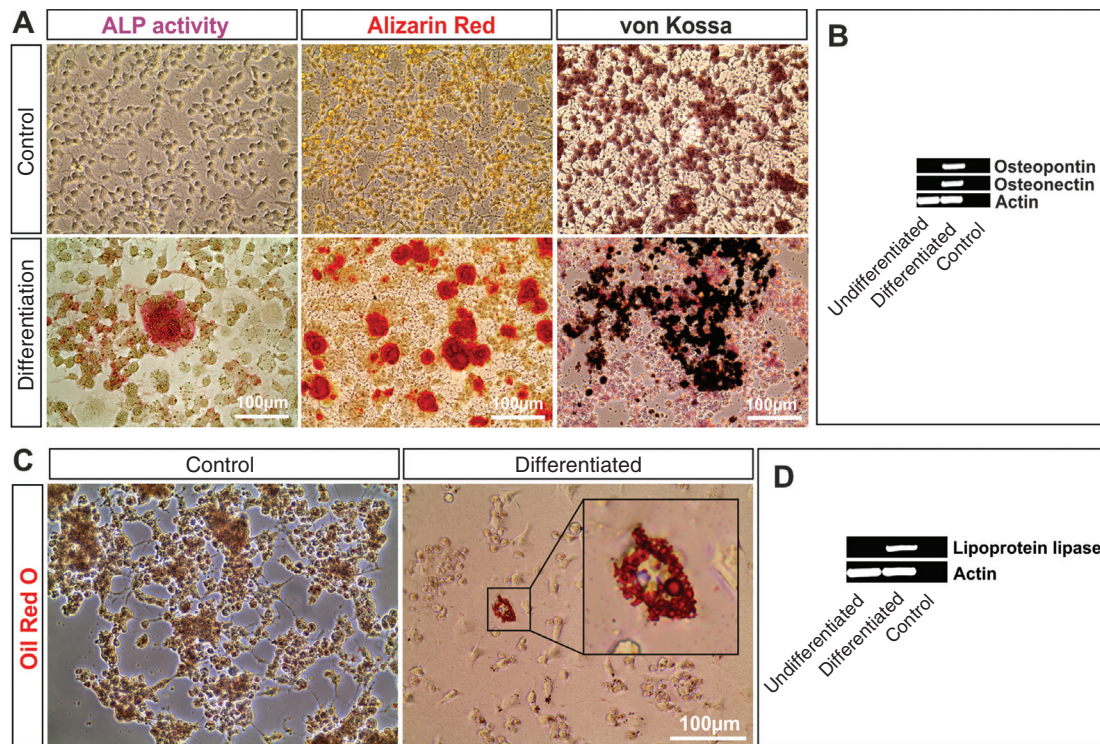 A
ALP activity
Alizarin Red
von Kossa
Control
Differentiation
100µm
100µm
100µm
B
Osteopontin
Osteonectin
Actin
Undifferentiated
Differentiated
Control
C
Control
Differentiated
Oil Red O
100µm
D
Lipoprotein lipase
Actin
Undifferentiated
Differentiated
Control